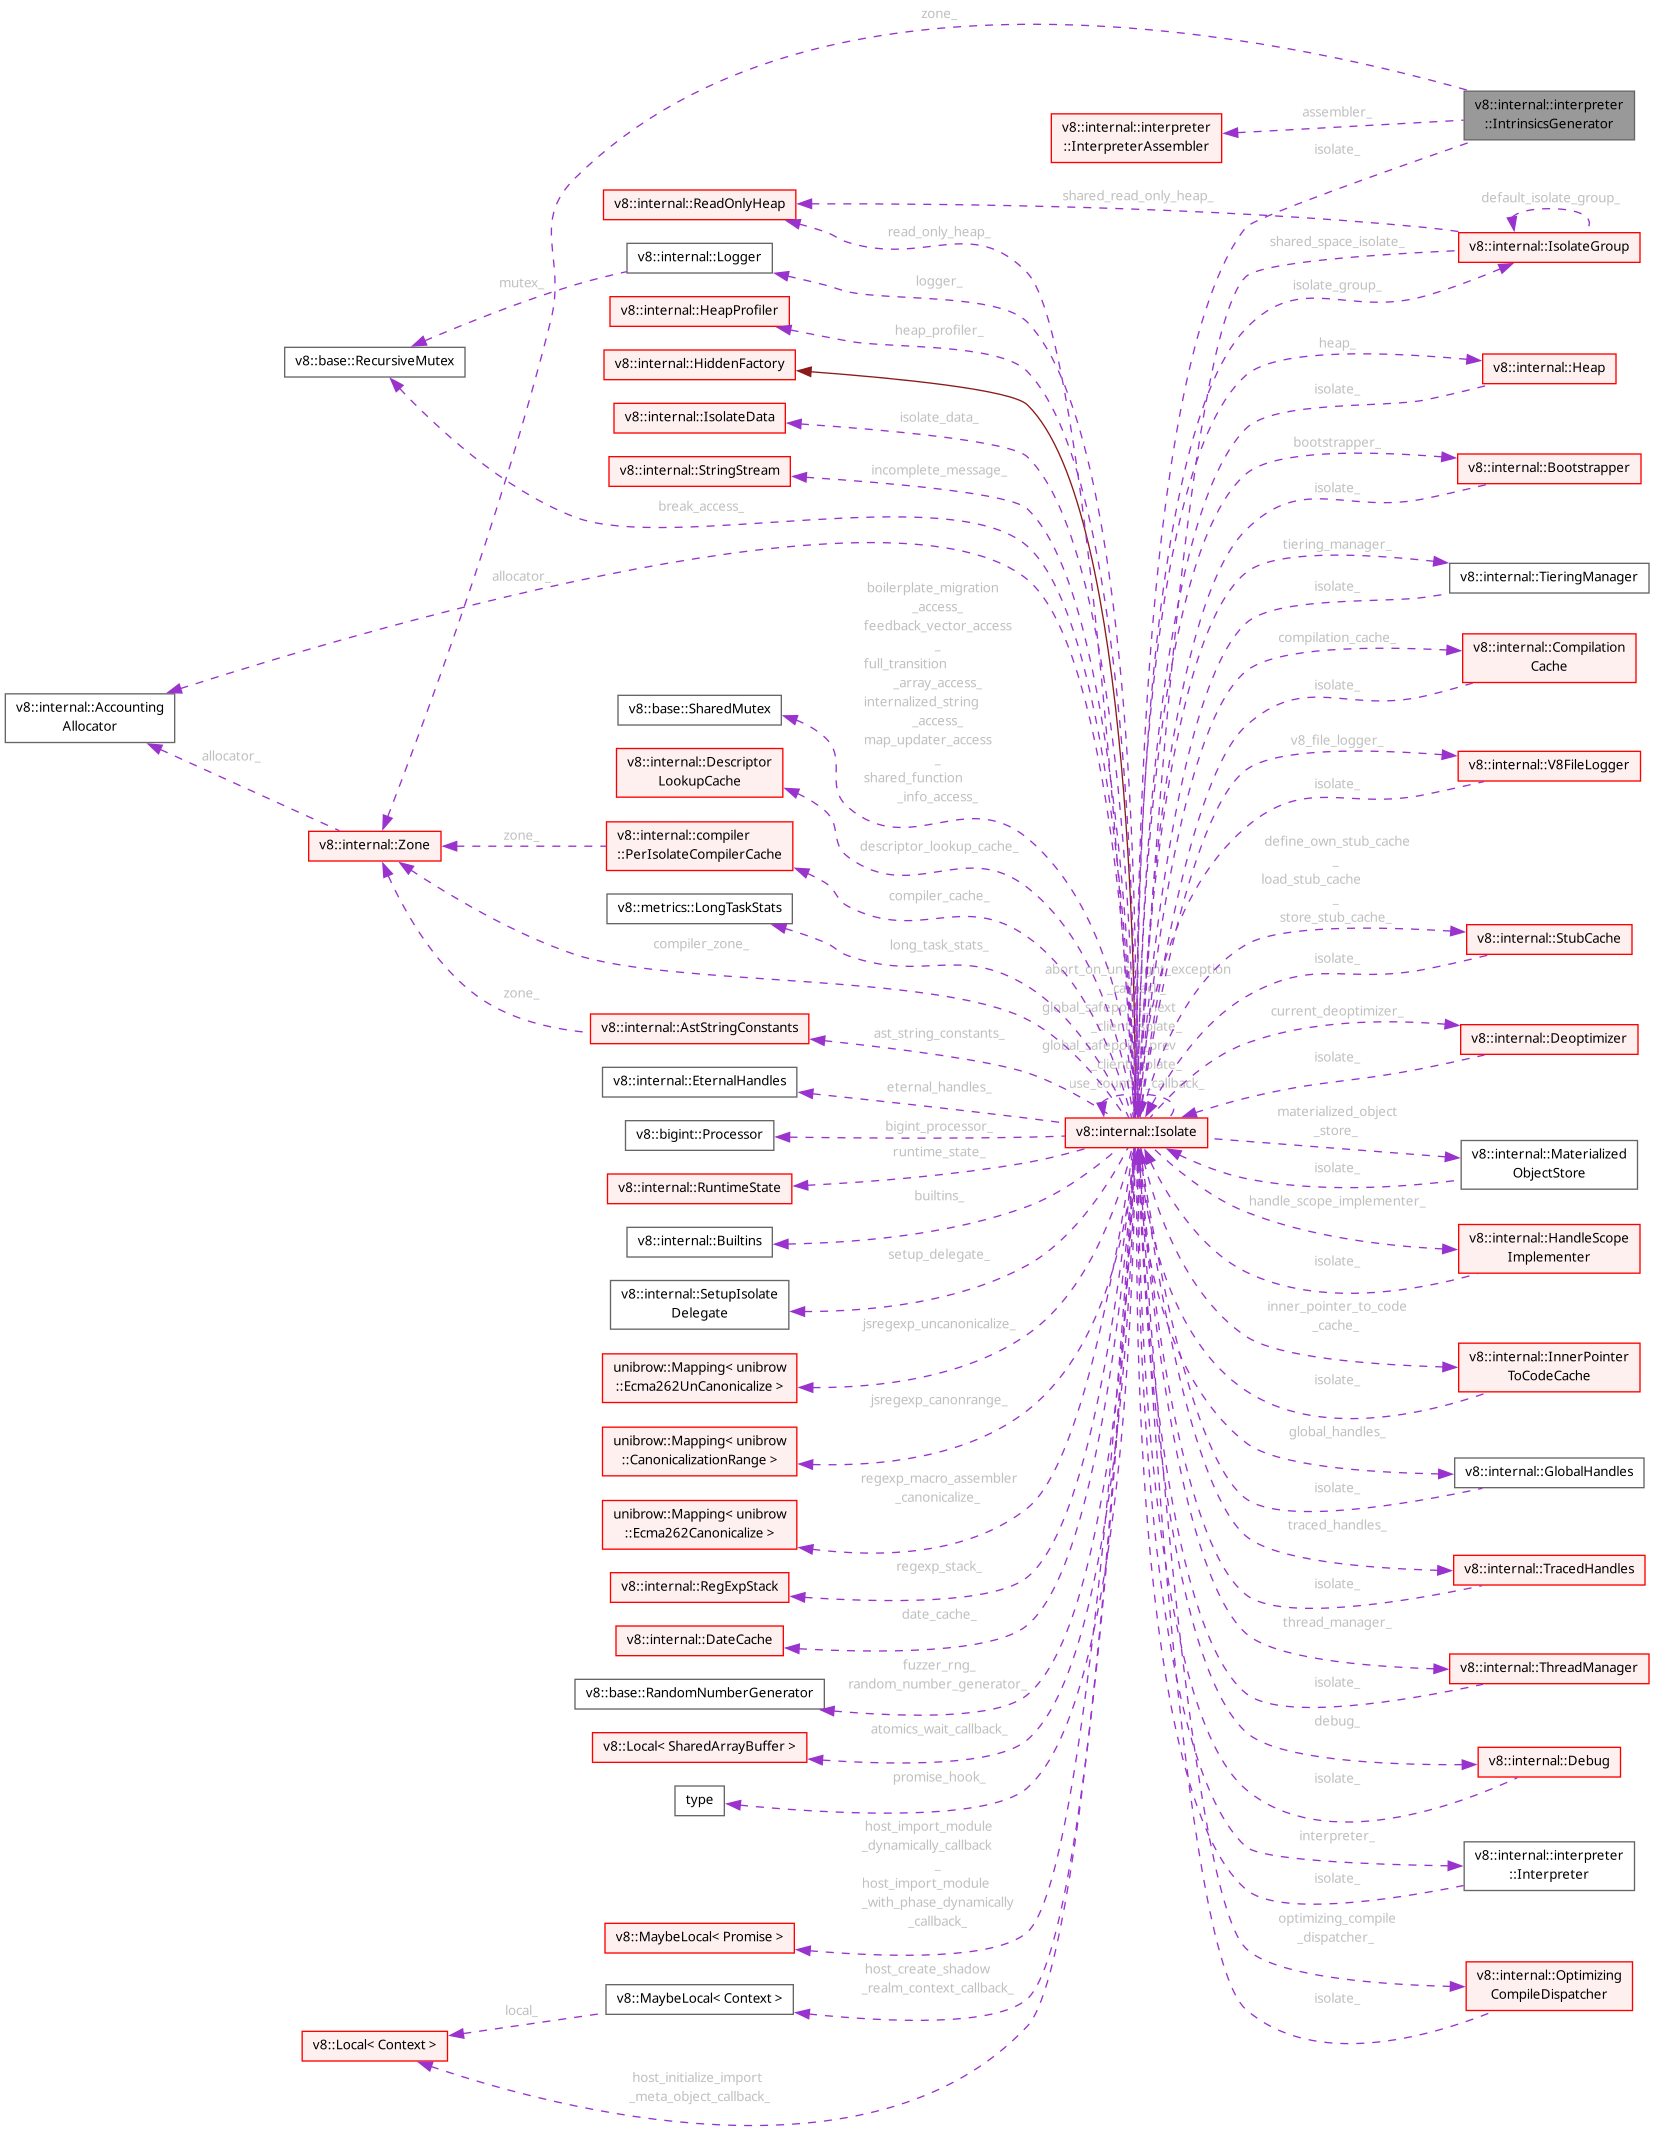 zone_
v8::internal::interpreter
::IntrinsicsGenerator
assembler_
v8::internal::interpreter
::InterpreterAssembler
isolate_
shared_read_only_heap_
default_isolate_group_
v8::internal::ReadOnlyHeap
read_only_heap_
shared_space_isolate_
v8::internal::IsolateGroup
v8::internal::Logger
mutex_
logger_
isolate_group_
v8::internal::HeapProfiler
heap_profiler_
heap_
v8::base::RecursiveMutex
v8::internal::HiddenFactory
v8::internal::Heap
isolate_
v8::internal::IsolateData
isolate_data_
bootstrapper_
v8::internal::StringStream
incomplete_message_
v8::internal::Bootstrapper
isolate_
break_access_
tiering_manager_
allocator_
v8::internal::TieringManager
isolate_
boilerplate_migration
_access_
feedback_vector_access
_
full_transition
_array_access_
internalized_string
_access_
map_updater_access
_
shared_function
_info_access_
compilation_cache_
v8::internal::Compilation
Cache
isolate_
v8::internal::Accounting
Allocator
v8::base::SharedMutex
allocator_
v8::internal::Descriptor
LookupCache
descriptor_lookup_cache_
v8_file_logger_
v8::internal::V8FileLogger
isolate_
v8::internal::Zone
zone_
v8::internal::compiler
::PerIsolateCompilerCache
compiler_cache_
define_own_stub_cache
_
load_stub_cache
_
store_stub_cache_
v8::internal::StubCache
isolate_
v8::metrics::LongTaskStats
long_task_stats_
compiler_zone_
zone_
v8::internal::AstStringConstants
ast_string_constants_
global_safepoint_prev
use_counter_callback_
current_deoptimizer_
v8::internal::Deoptimizer
isolate_
v8::internal::EternalHandles
eternal_handles_
v8::internal::Isolate
v8::bigint::Processor
bigint_processor_
materialized_object
_store_
v8::internal::Materialized
ObjectStore
isolate_
v8::internal::RuntimeState
runtime_state_
handle_scope_implementer_
v8::internal::HandleScope
Implementer
isolate_
v8::internal::Builtins
builtins_
v8::internal::SetupIsolate
Delegate
setup_delegate_
inner_pointer_to_code
_cache_
v8::internal::InnerPointer
ToCodeCache
isolate_
unibrow::Mapping< unibrow
::Ecma262UnCanonicalize >
jsregexp_uncanonicalize_
unibrow::Mapping< unibrow
::CanonicalizationRange >
jsregexp_canonrange_
global_handles_
v8::internal::GlobalHandles
isolate_
unibrow::Mapping< unibrow
::Ecma262Canonicalize >
regexp_macro_assembler
_canonicalize_
traced_handles_
v8::internal::TracedHandles
isolate_
v8::internal::RegExpStack
regexp_stack_
v8::internal::DateCache
date_cache_
thread_manager_
v8::internal::ThreadManager
isolate_
v8::base::RandomNumberGenerator
fuzzer_rng_
random_number_generator_
v8::Local< SharedArrayBuffer >
atomics_wait_callback_
debug_
v8::internal::Debug
isolate_
type
promise_hook_
host_import_module
_dynamically_callback
_
host_import_module
_with_phase_dynamically
_callback_
interpreter_
v8::internal::interpreter
::Interpreter
isolate_
v8::MaybeLocal< Promise >
optimizing_compile
_dispatcher_
v8::internal::Optimizing
CompileDispatcher
isolate_
v8::MaybeLocal< Context >
host_create_shadow
_realm_context_callback_
local_
v8::Local< Context >
host_initialize_import
_meta_object_callback_